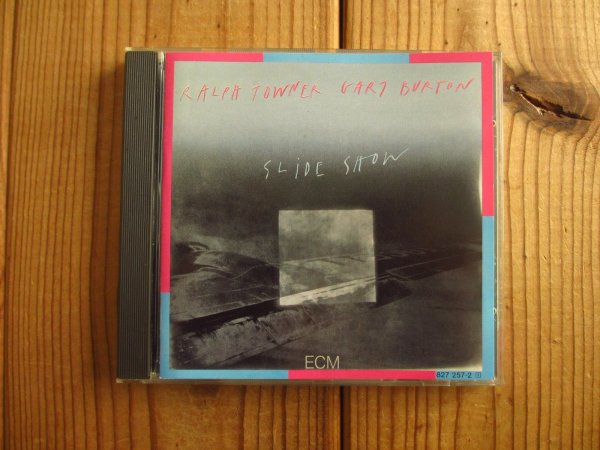 RALPH TOWNER GARY BURTON
SLIDE SHOW
ECM
827 257-2